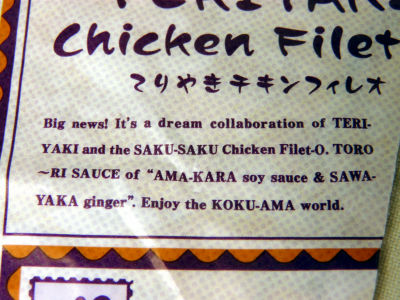 TERIYAKI
Chicken Filet-
てりやきチキンフィレオ
Big news! It's a dream collaboration of TERI-
YAKI and the SAKU-SAKU Chicken Filet-O. TORO
~RI SAUCE of "AMA-KARA soy sauce & SAWA-
YAKA ginger". Enjoy the KOKU-AMA world.